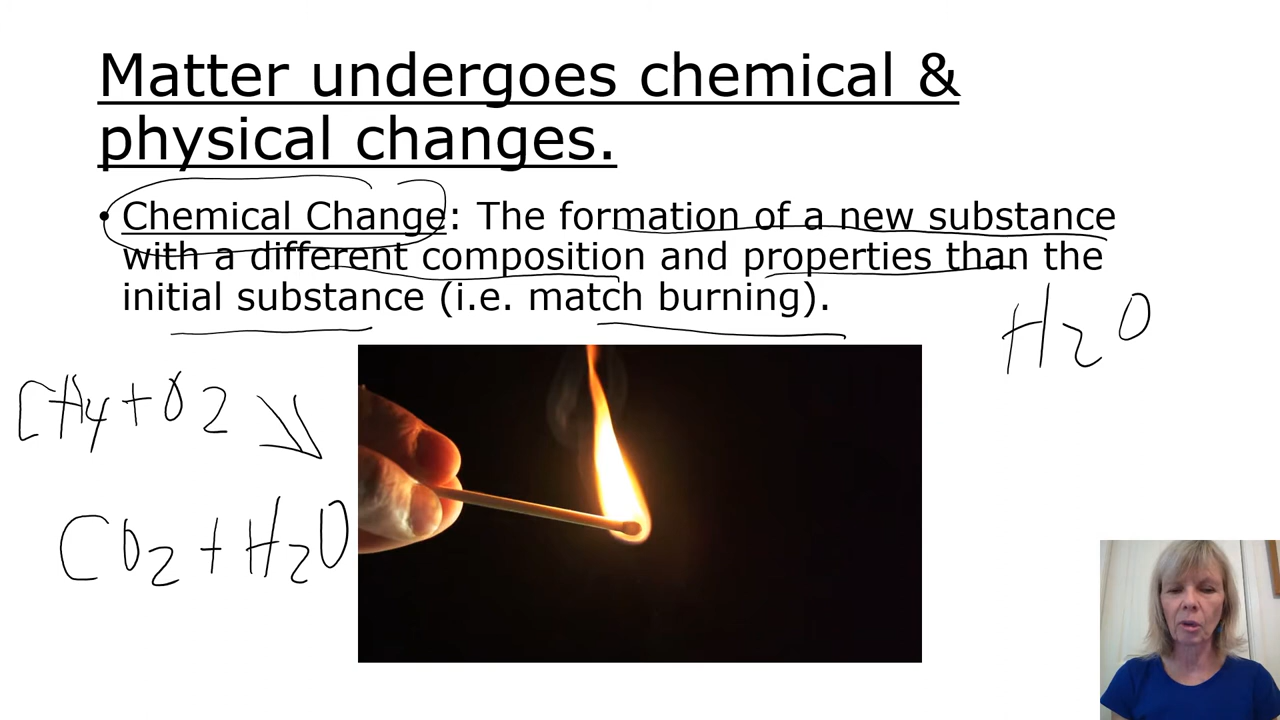 Matter undergoes chemical &
physical changes.
• Chemical Change: The formation of a new substance
with a different composition and properties than the
initial substance (i.e. match burning).
H2O
CH4+O2
CO2+H2O